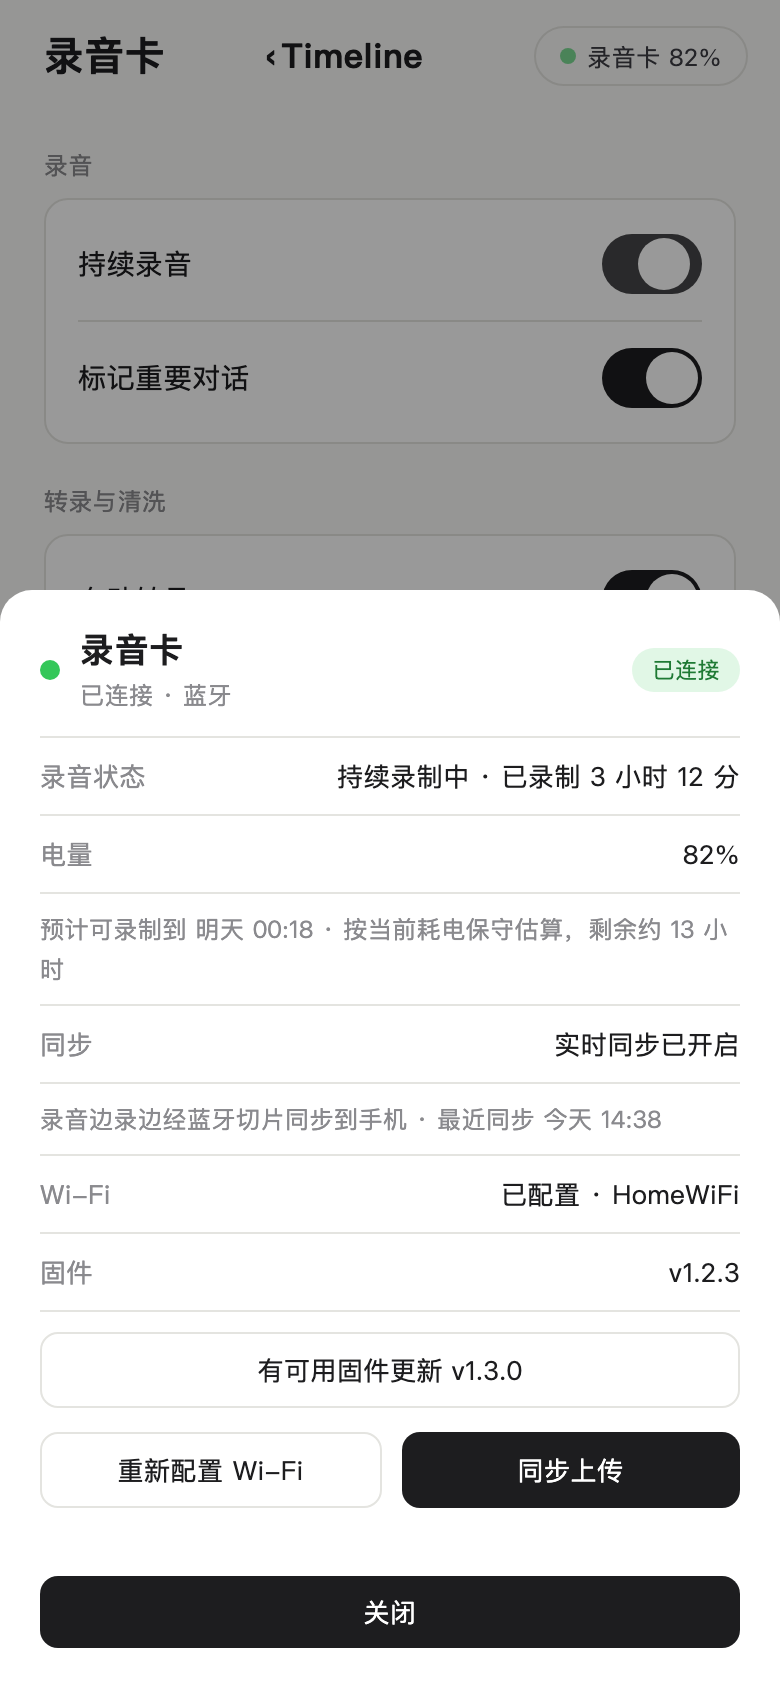 录音卡
‹ Timeline
录音卡 82%
录音
持续录音
标记重要对话
转录与清洗
录音卡
已连接 · 蓝牙
已连接
录音状态
持续录制中 · 已录制 3 小时 12 分
电量
82%
预计可录制到 明天 00:18 · 按当前耗电保守估算，剩余约 13 小
时
同步
实时同步已开启
录音边录边经蓝牙切片同步到手机 · 最近同步 今天 14:38
Wi-Fi
已配置 · HomeWiFi
固件
v1.2.3
有可用固件更新 v1.3.0
重新配置 Wi-Fi
同步上传
关闭